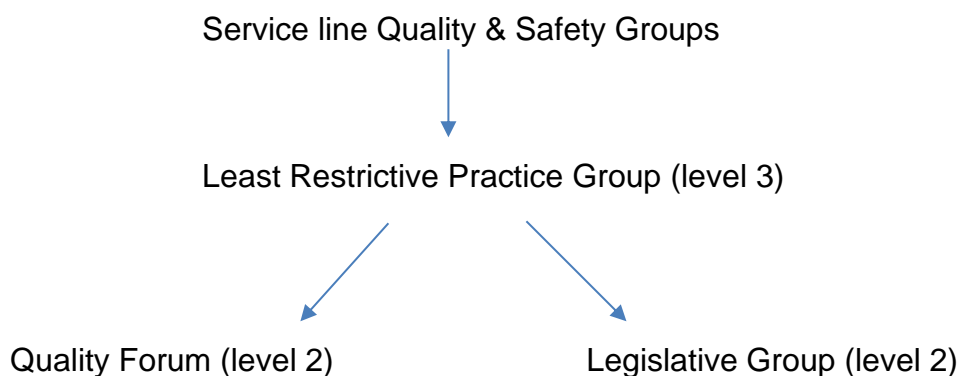 Service line Quality & Safety Groups
Least Restrictive Practice Group (level 3)
Quality Forum (level 2)
Legislative Group (level 2)